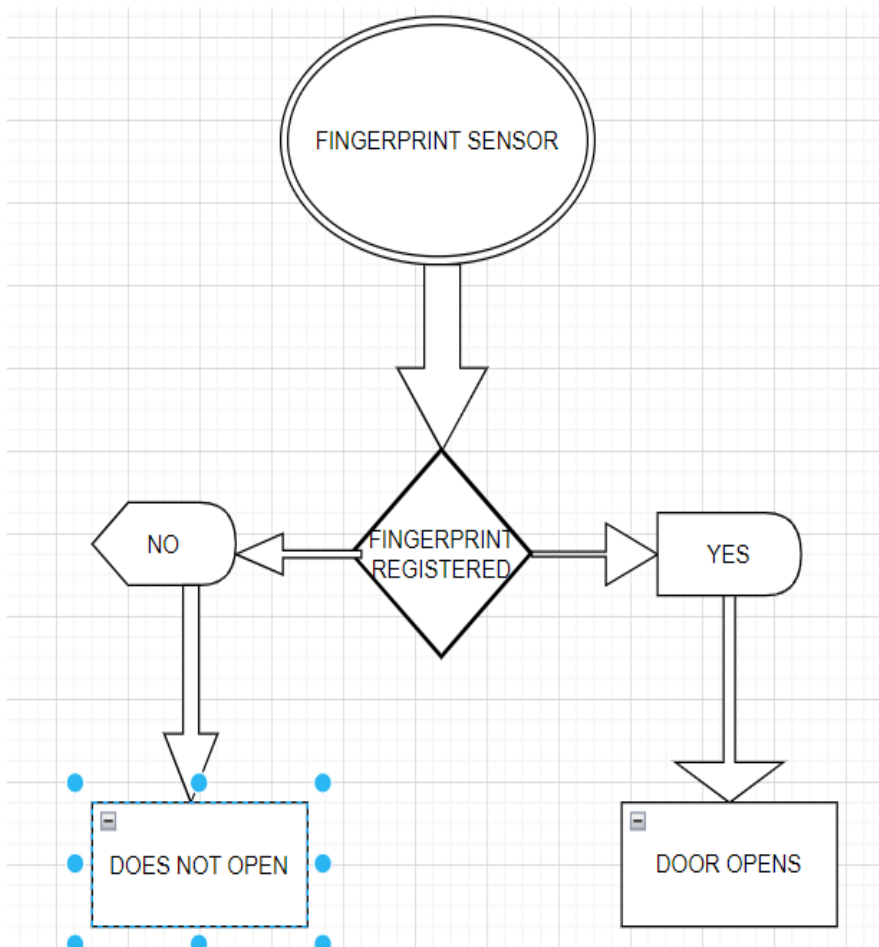 FINGERPRINT SENSOR
FINGERPRINT
REGISTERED
NO
YES
DOES NOT OPEN
DOOR OPENS